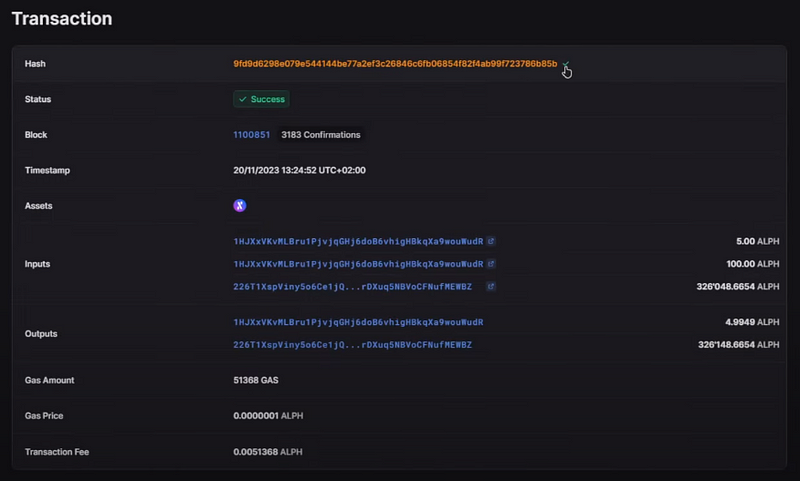 Transaction
Hash 9fd9d6298e079e544144be77a2ef3c26846c6fb06854f82f4ab99f723786b85b
Status Success
Block 1100851 3183 Confirmations
Timestamp 20/11/2023 13:24:52 UTC+02:00
Assets
1HJXxVKvMLBru1PjvjqGHj6doB6vhigHBkqXa9wouWudR 5.00 ALPH
Inputs 1HJXxVKvMLBru1PjvjqGHj6doB6vhigHBkqXa9wouWudR 100.00 ALPH
226T1XspViny5o6Ce1jQ...rDXuq5NBVoCFNufMEWBZ 326'048.6654 ALPH
Outputs
1HJXxVKvMLBru1PjvjqGHj6doB6vhigHBkqXa9wouWudR 4.9949 ALPH
226T1XspViny5o6Ce1jQ...rDXuq5NBVoCFNufMEWBZ 326'148.6654 ALPH
Gas Amount 51368 GAS
Gas Price 0.0000001 ALPH
Transaction Fee 0.0051368 ALPH